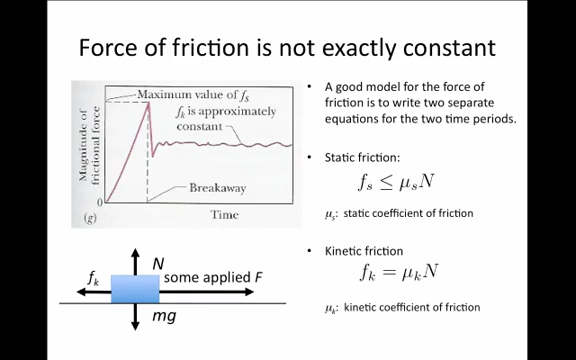 Force of friction is not exactly constant
Maximum value of fs
fk is approximately
constant
Magnitude of
frictional force
Breakaway
0
(g)
Time
N
fk
some applied F
mg
• A good model for the force of
friction is to write two separate
equations for the two time periods.
• Static friction:
fs ≤ μsN
μs: static coefficient of friction
• Kinetic friction
fk = μkN
μk: kinetic coefficient of friction